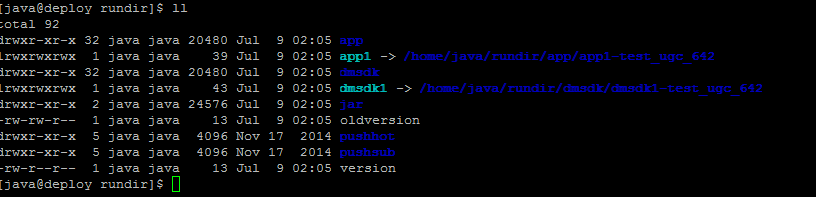 [java@deploy rundir]$ ll
total 92
drwxr-xr-x 32 java java 20480 Jul 9 02:05 app
lrwxrwxrwx 1 java java 39 Jul 9 02:05 app1 -> /home/java/rundir/app/app1-test_ugc_642
drwxr-xr-x 32 java java 20480 Jul 9 02:05 dmsdk
lrwxrwxrwx 1 java java 43 Jul 9 02:05 dmsdk1 -> /home/java/rundir/dmsdk/dmsdk1-test_ugc_642
drwxr-xr-x 2 java java 24576 Jul 9 02:05 jar
-rw-rw-r-- 1 java java 13 Jul 9 02:05 oldversion
drwxr-xr-x 5 java java 4096 Nov 17 2014 pushhot
drwxr-xr-x 5 java java 4096 Nov 17 2014 pushsub
-rw-r--r-- 1 java java 13 Jul 9 02:05 version
[java@deploy rundir]$